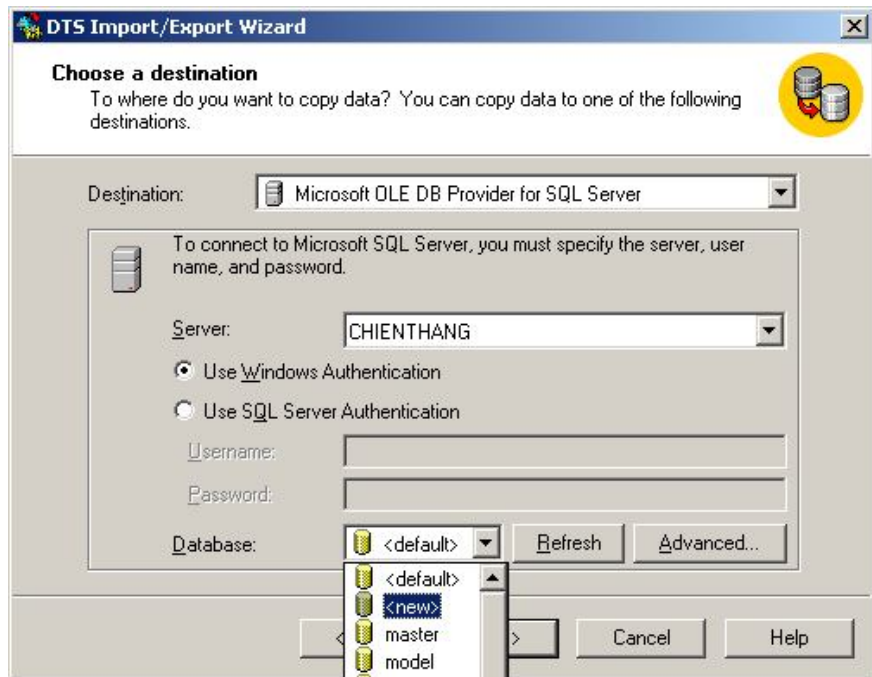 DTS Import/Export Wizard
Choose a destination
To where do you want to copy data? You can copy data to one of the following
destinations.
Destination: Microsoft OLE DB Provider for SQL Server
To connect to Microsoft SQL Server, you must specify the server, user
name, and password.
Server: CHIENTHANG
Use Windows Authentication
Use SQL Server Authentication
Username:
Password:
Database: <default> Refresh Advanced...
<default>
<new>
master
model
< > Cancel Help